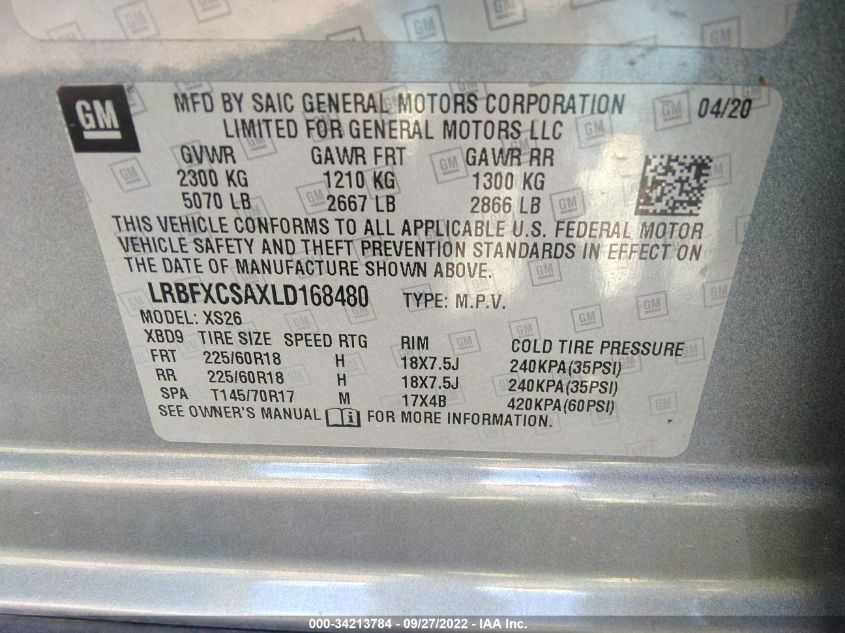 GM
MFD BY SAIC GENERAL MOTORS CORPORATION 04/20
LIMITED FOR GENERAL MOTORS LLC
GVWR GAWR FRT GAWR RR
2300 KG 1210 KG 1300 KG
5070 LB 2667 LB 2866 LB
THIS VEHICLE CONFORMS TO ALL APPLICABLE U.S. FEDERAL MOTOR
VEHICLE SAFETY AND THEFT PREVENTION STANDARDS IN EFFECT ON
THE DATE OF MANUFACTURE SHOWN ABOVE.
LRBFXCSAXLD168480 TYPE: M.P.V.
MODEL: XS26
XBD9 TIRE SIZE SPEED RTG RIM COLD TIRE PRESSURE
FRT 225/60R18 H 18X7.5J 240KPA(35PSI)
RR 225/60R18 H 18X7.5J 240KPA(35PSI)
SPA T145/70R17 M 17X4B 420KPA(60PSI)
SEE OWNER'S MANUAL FOR MORE INFORMATION.
000-34213784 - 09/27/2022 - IAA Inc.